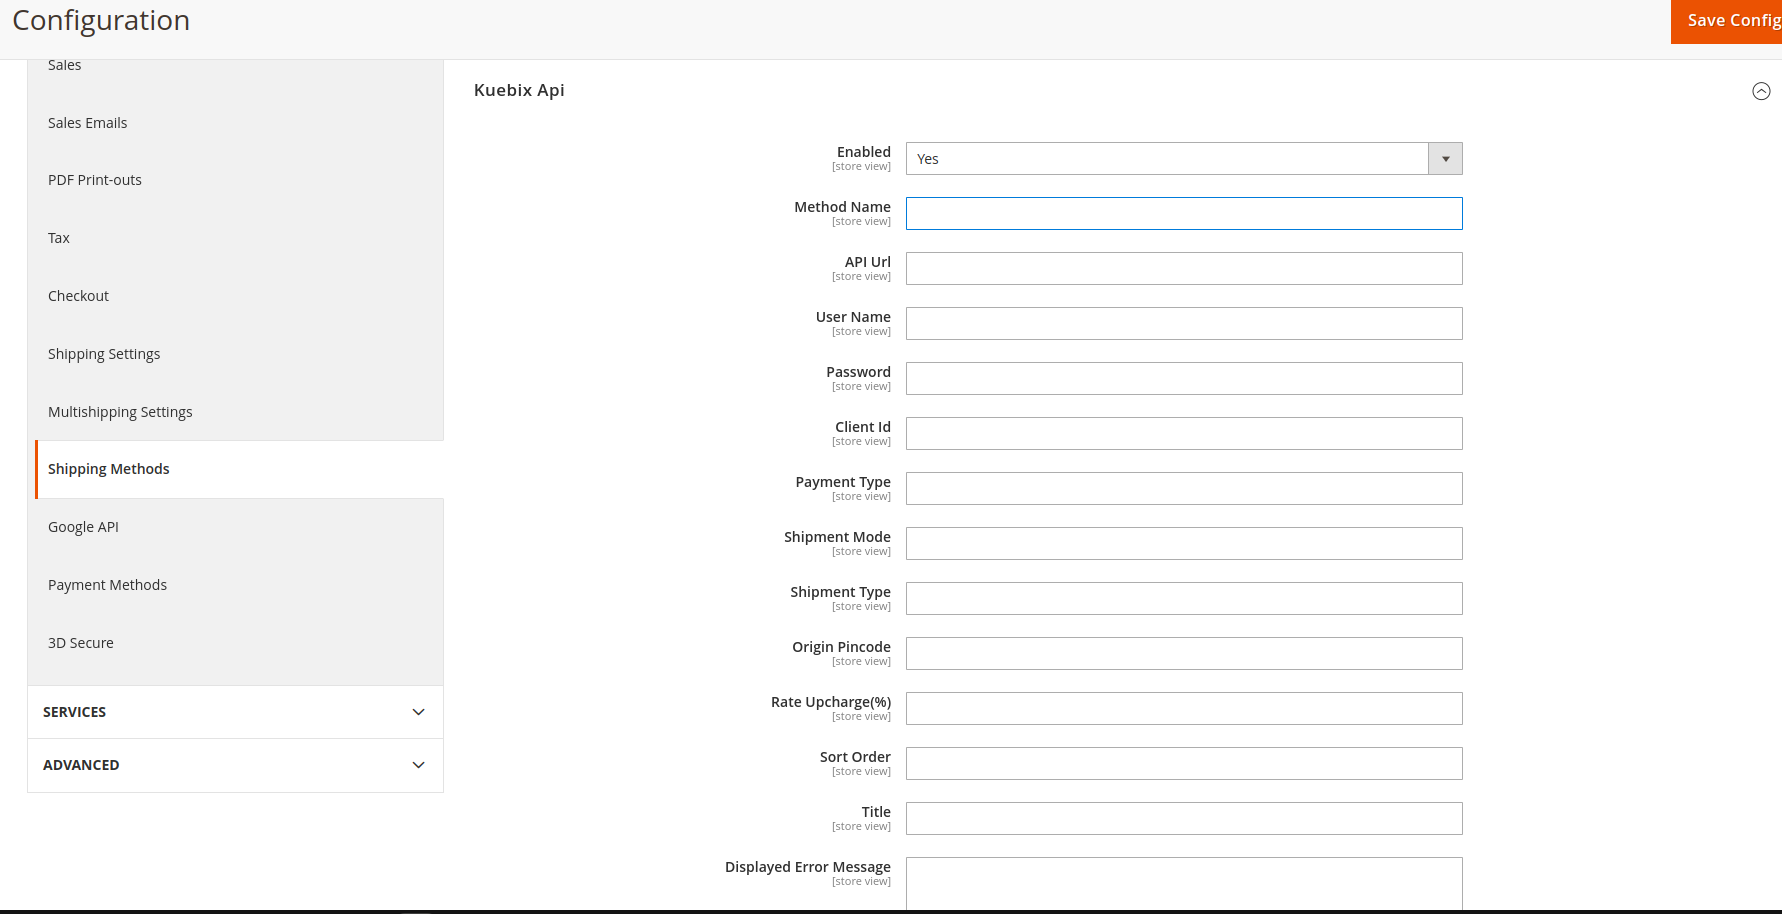 Configuration
Save Config
Sales
Sales Emails
PDF Print-outs
Tax
Checkout
Shipping Settings
Multishipping Settings
Shipping Methods
Google API
Payment Methods
3D Secure
SERVICES
ADVANCED
Kuebix Api
Enabled
[store view]
Yes
Method Name
[store view]
API Url
[store view]
User Name
[store view]
Password
[store view]
Client Id
[store view]
Payment Type
[store view]
Shipment Mode
[store view]
Shipment Type
[store view]
Origin Pincode
[store view]
Rate Upcharge(%)
[store view]
Sort Order
[store view]
Title
[store view]
Displayed Error Message
[store view]